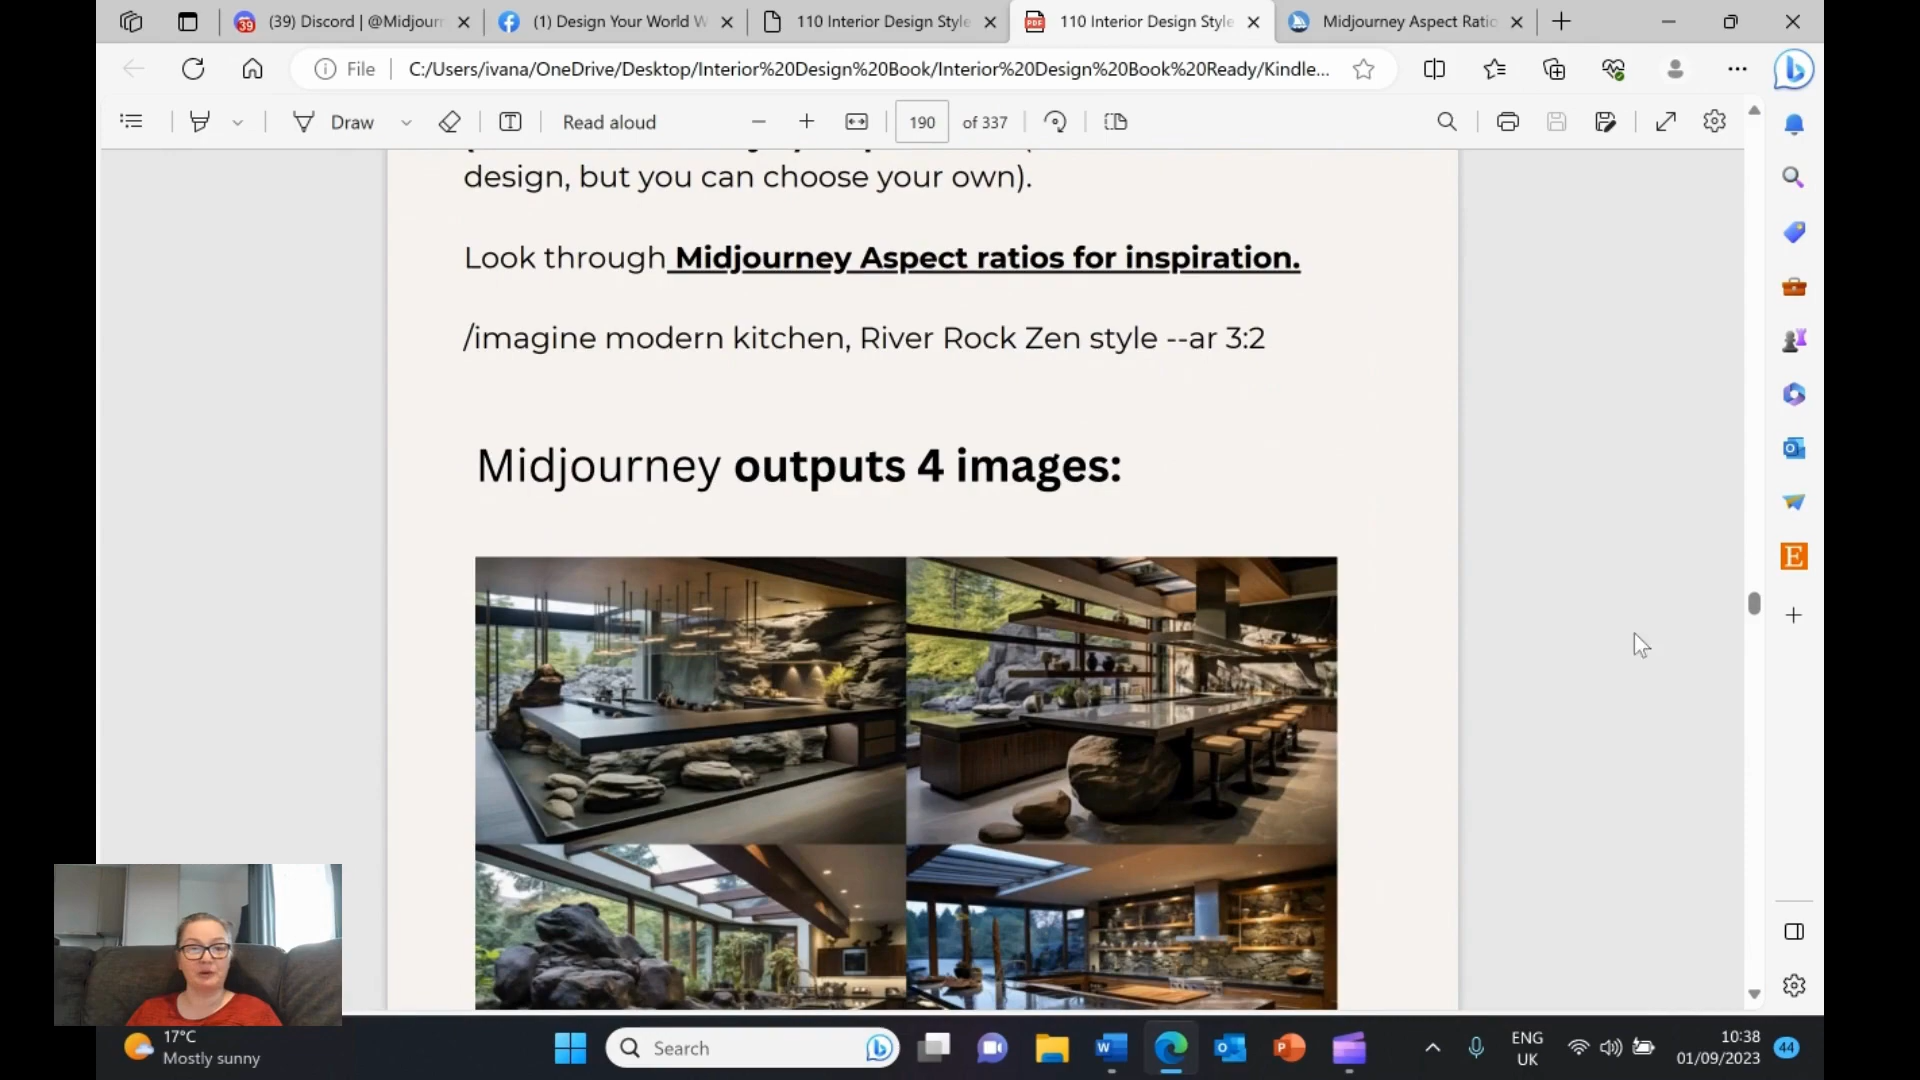 (39) Discord | @Midjour
(1) Design Your World W
110 Interior Design Style
110 Interior Design Style
Midjourney Aspect Ratio
File
C:/Users/ivana/OneDrive/Desktop/Interior%20Design%20Book/Interior%20Design%20Book%20Ready/Kindle...
Draw
Read aloud
190
of 337
design, but you can choose your own).
Look through Midjourney Aspect ratios for inspiration.
/imagine modern kitchen, River Rock Zen style --ar 3:2
Midjourney outputs 4 images:
17°C
Mostly sunny
Search
ENG
UK
10:38
01/09/2023
44